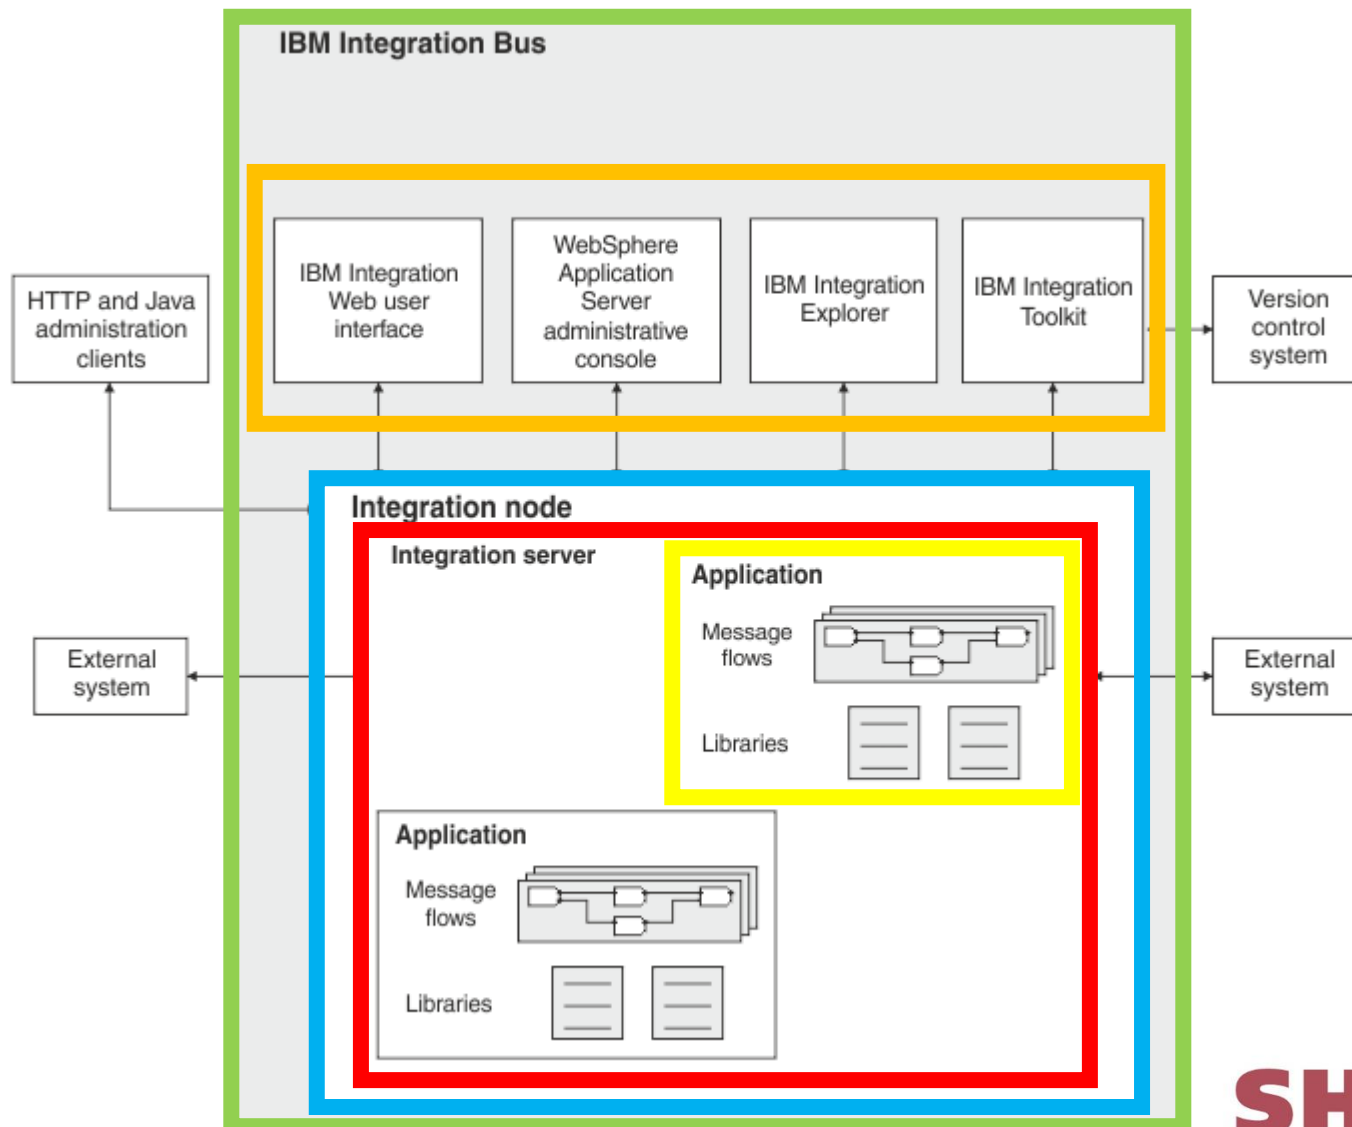 IBM Integration Bus
HTTP and Java
administration
clients
IBM Integration
Web user
interface
WebSphere
Application
Server
administrative
console
IBM Integration
Explorer
IBM Integration
Toolkit
Version
control
system
Integration node
Integration server
Application
Message
flows
Libraries
External
system
External
system
Application
Message
flows
Libraries
SH